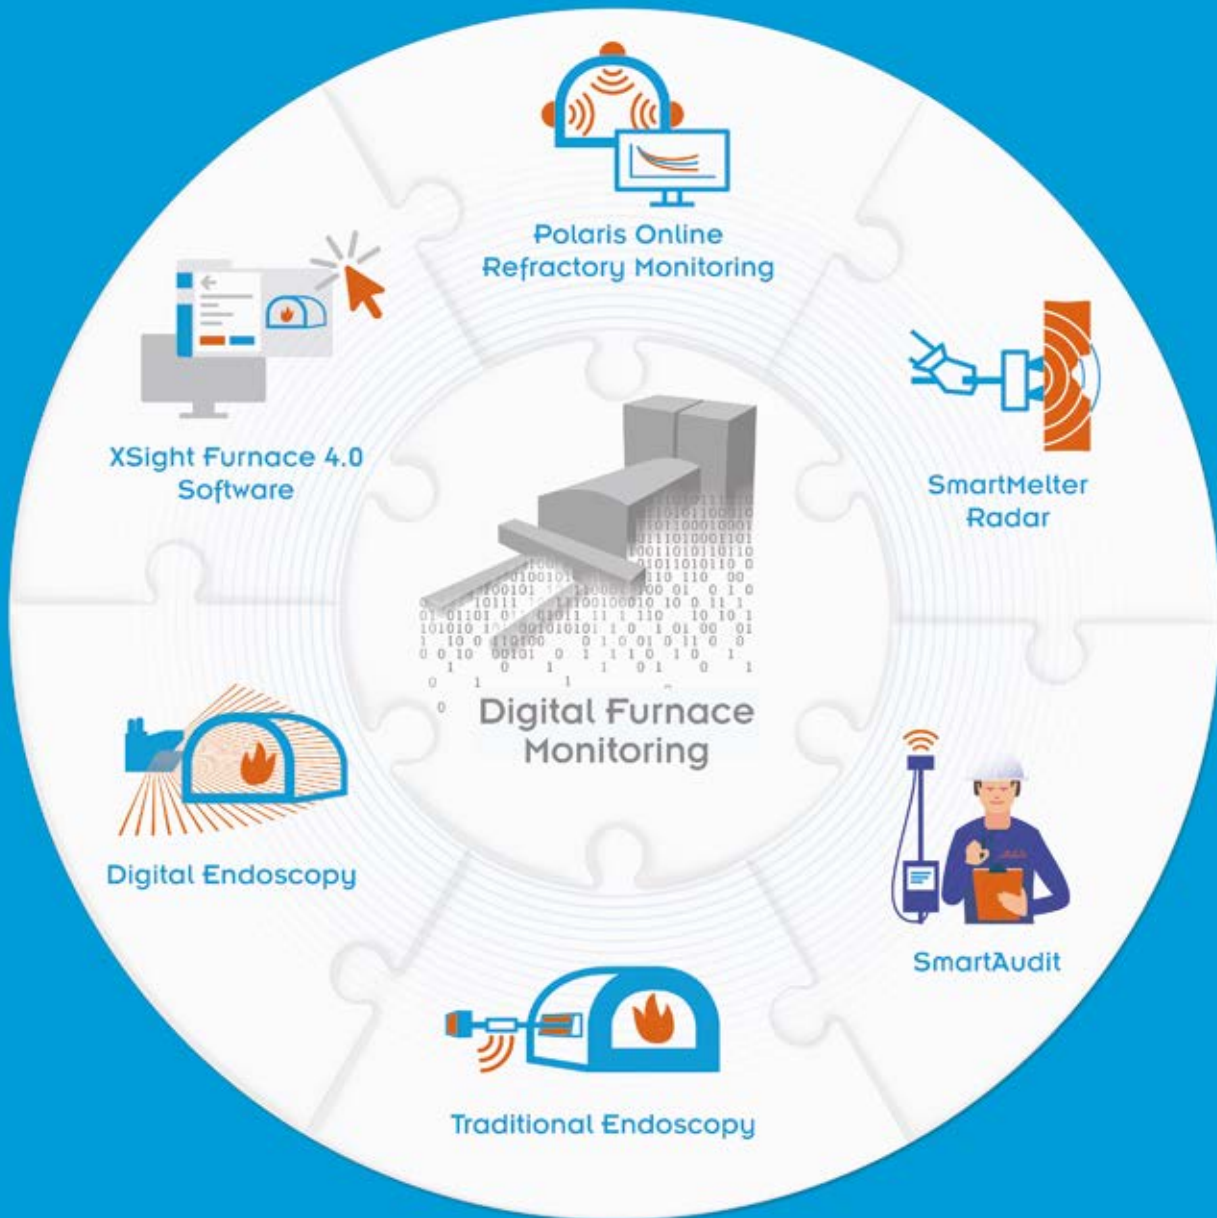 Polaris Online
Refractory Monitoring
XSight Furnace 4.0
Software
SmartMelter
Radar
Digital Furnace
Monitoring
Digital Endoscopy
SmartAudit
Traditional Endoscopy